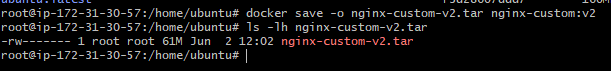 root@ip-172-31-30-57:/home/ubuntu# docker save -o nginx-custom-v2.tar nginx-custom:v2
root@ip-172-31-30-57:/home/ubuntu# ls -lh nginx-custom-v2.tar
-rw------- 1 root root 61M Jun  2 12:02 nginx-custom-v2.tar
root@ip-172-31-30-57:/home/ubuntu#